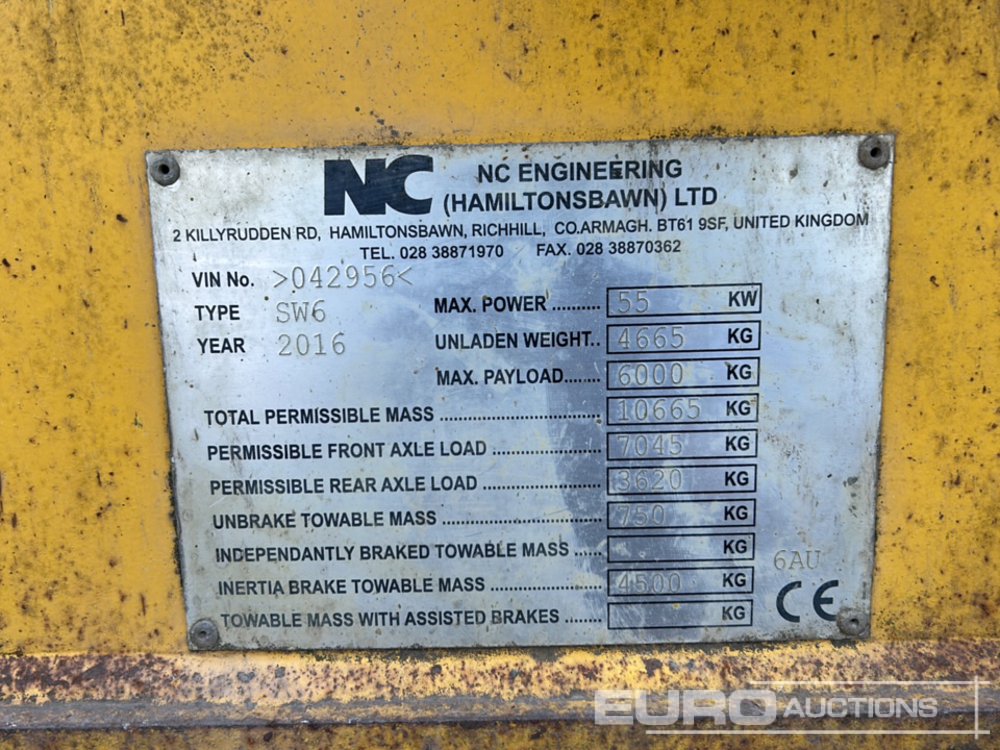 NC
NC ENGINEERING
(HAMILTONSBAWN) LTD
2 KILLYRUDDEN RD, HAMILTONSBAWN, RICHHILL, CO.ARMAGH. BT61 9SF, UNITED KINGDOM
TEL. 028 38871970 FAX. 028 38870362
VIN No. >042956<
TYPE SW6
YEAR 2016
MAX. POWER .......... 55 KW
UNLADEN WEIGHT.. 4665 KG
MAX. PAYLOAD....... 6000 KG
TOTAL PERMISSIBLE MASS ................................ 10665 KG
PERMISSIBLE FRONT AXLE LOAD ...................... 7045 KG
PERMISSIBLE REAR AXLE LOAD ........................ 3620 KG
UNBRAKE TOWABLE MASS ................................ 750 KG
INDEPENDANTLY BRAKED TOWABLE MASS ...... KG
INERTIA BRAKE TOWABLE MASS ...................... 4500 KG
TOWABLE MASS WITH ASSISTED BRAKES ........ KG
6AU
CE
EURO AUCTIONS